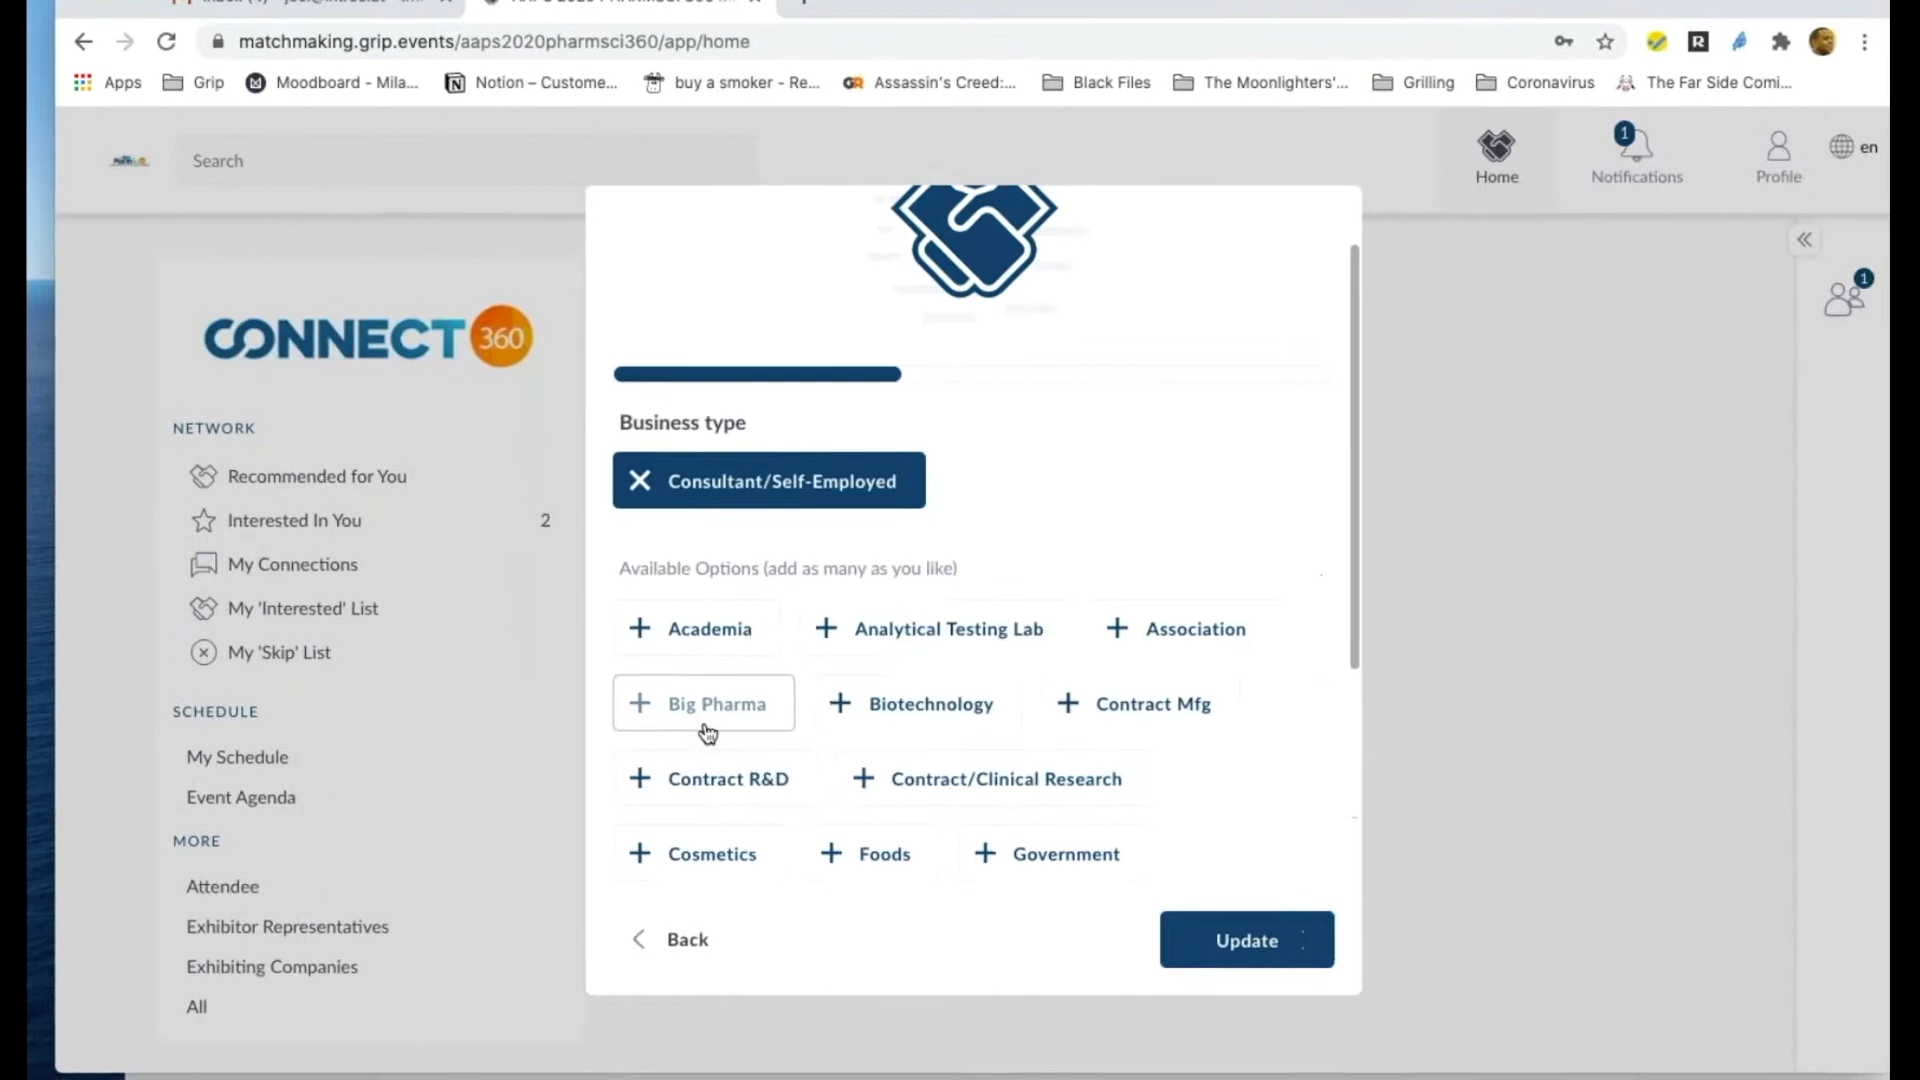 matchmaking.grip.events/aaps2020pharmsci360/app/home
Apps Grip Moodboard - Mila... Notion – Custome... buy a smoker - Re... Assassin's Creed:... Black Files The Moonlighters'... Grilling Coronavirus The Far Side Comi...
Search
Home
1
Notifications
Profile
en
1
CONNECT 360
NETWORK
Recommended for You
Interested In You 2
My Connections
My 'Interested' List
My 'Skip' List
SCHEDULE
My Schedule
Event Agenda
MORE
Attendee
Exhibitor Representatives
Exhibiting Companies
All
Business type
Consultant/Self-Employed
Available Options (add as many as you like)
Academia Analytical Testing Lab Association
Big Pharma Biotechnology Contract Mfg
Contract R&D Contract/Clinical Research
Cosmetics Foods Government
Back Update